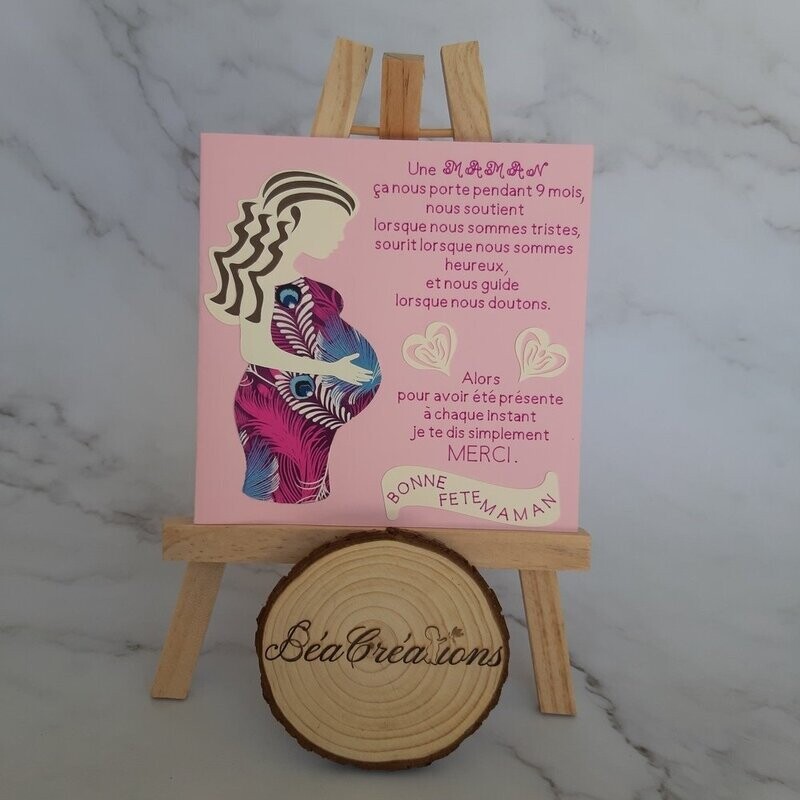 Une MAMAN
ça nous porte pendant 9 mois,
nous soutient
lorsque nous sommes tristes,
sourit lorsque nous sommes
heureux,
et nous guide
lorsque nous doutons.
Alors
pour avoir été présente
à chaque Instant
je te dis simplement
MERCI.
BONNE FETE MAMAN
BéaCréations